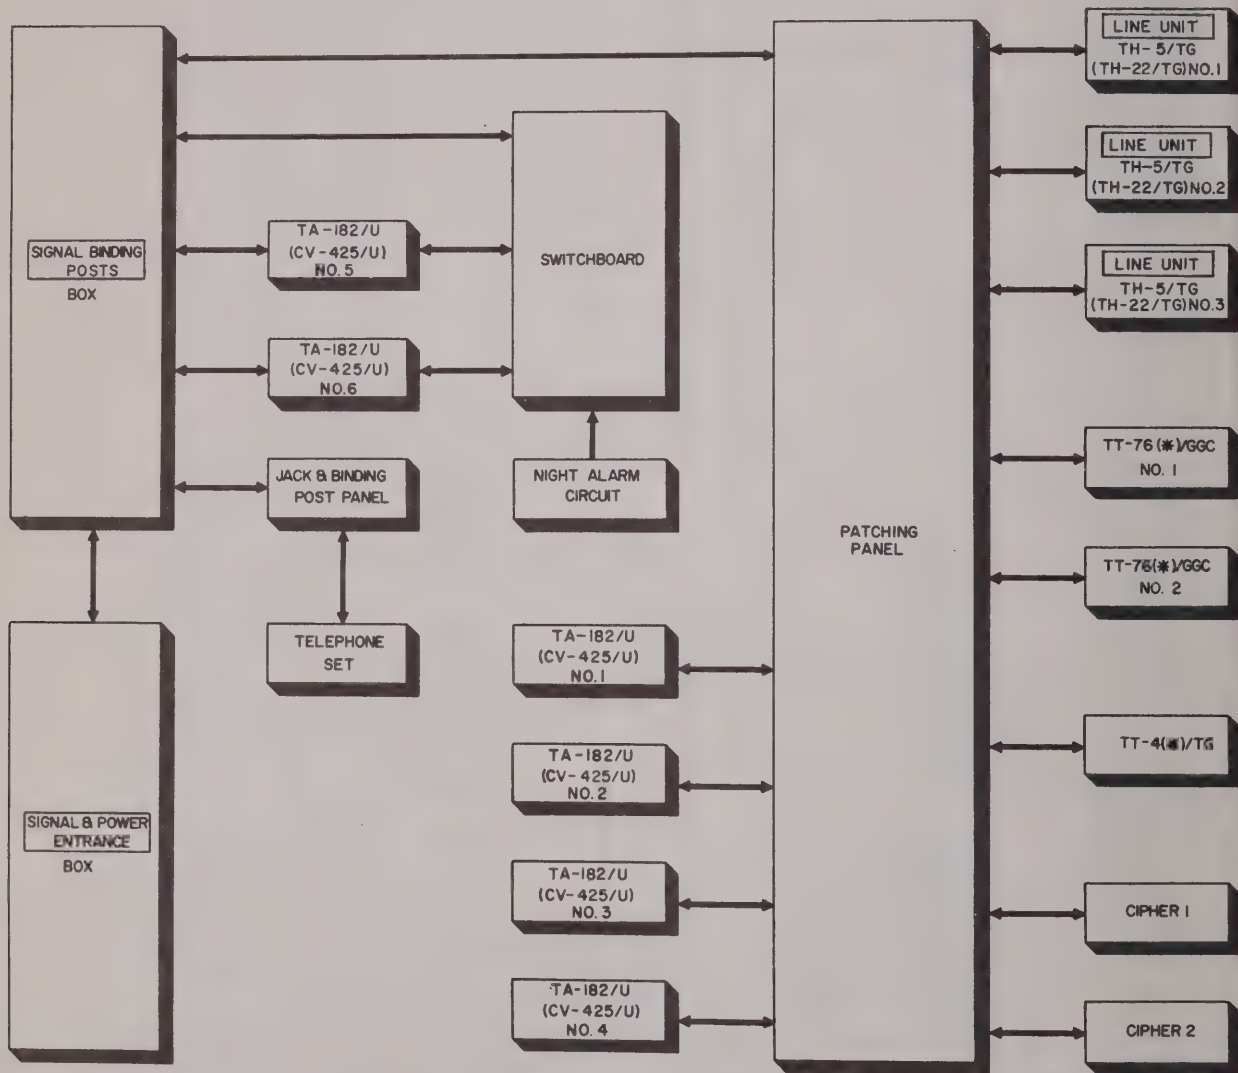 SIGNAL BINDING
POSTS
BOX
SIGNAL & POWER
ENTRANCE
BOX
TA-182/U
(CV-425/U)
NO. 5
TA-182/U
(CV-425/U)
NO.6
JACK & BINDING
POST PANEL
TELEPHONE
SET
SWITCHBOARD
NIGHT ALARM
CIRCUIT
TA-182/U
(CV-425/U)
NO.1
TA-182/U
(CV-425/U)
NO.2
TA-182/U
(CV-425/U)
NO.3
TA-182/U
(CV-425/U)
NO. 4
PATCHING
PANEL
LINE UNIT
TH-5/TG
(TH-22/TG)NO.1
LINE UNIT
TH-5/TG
(TH-22/TG)NO.2
LINE UNIT
TH-5/TG
(TH-22/TG)NO.3
TT-76(*)/GGC
NO. 1
TT-76(*)/GGC
NO. 2
TT-4(*)/TG
CIPHER 1
CIPHER 2